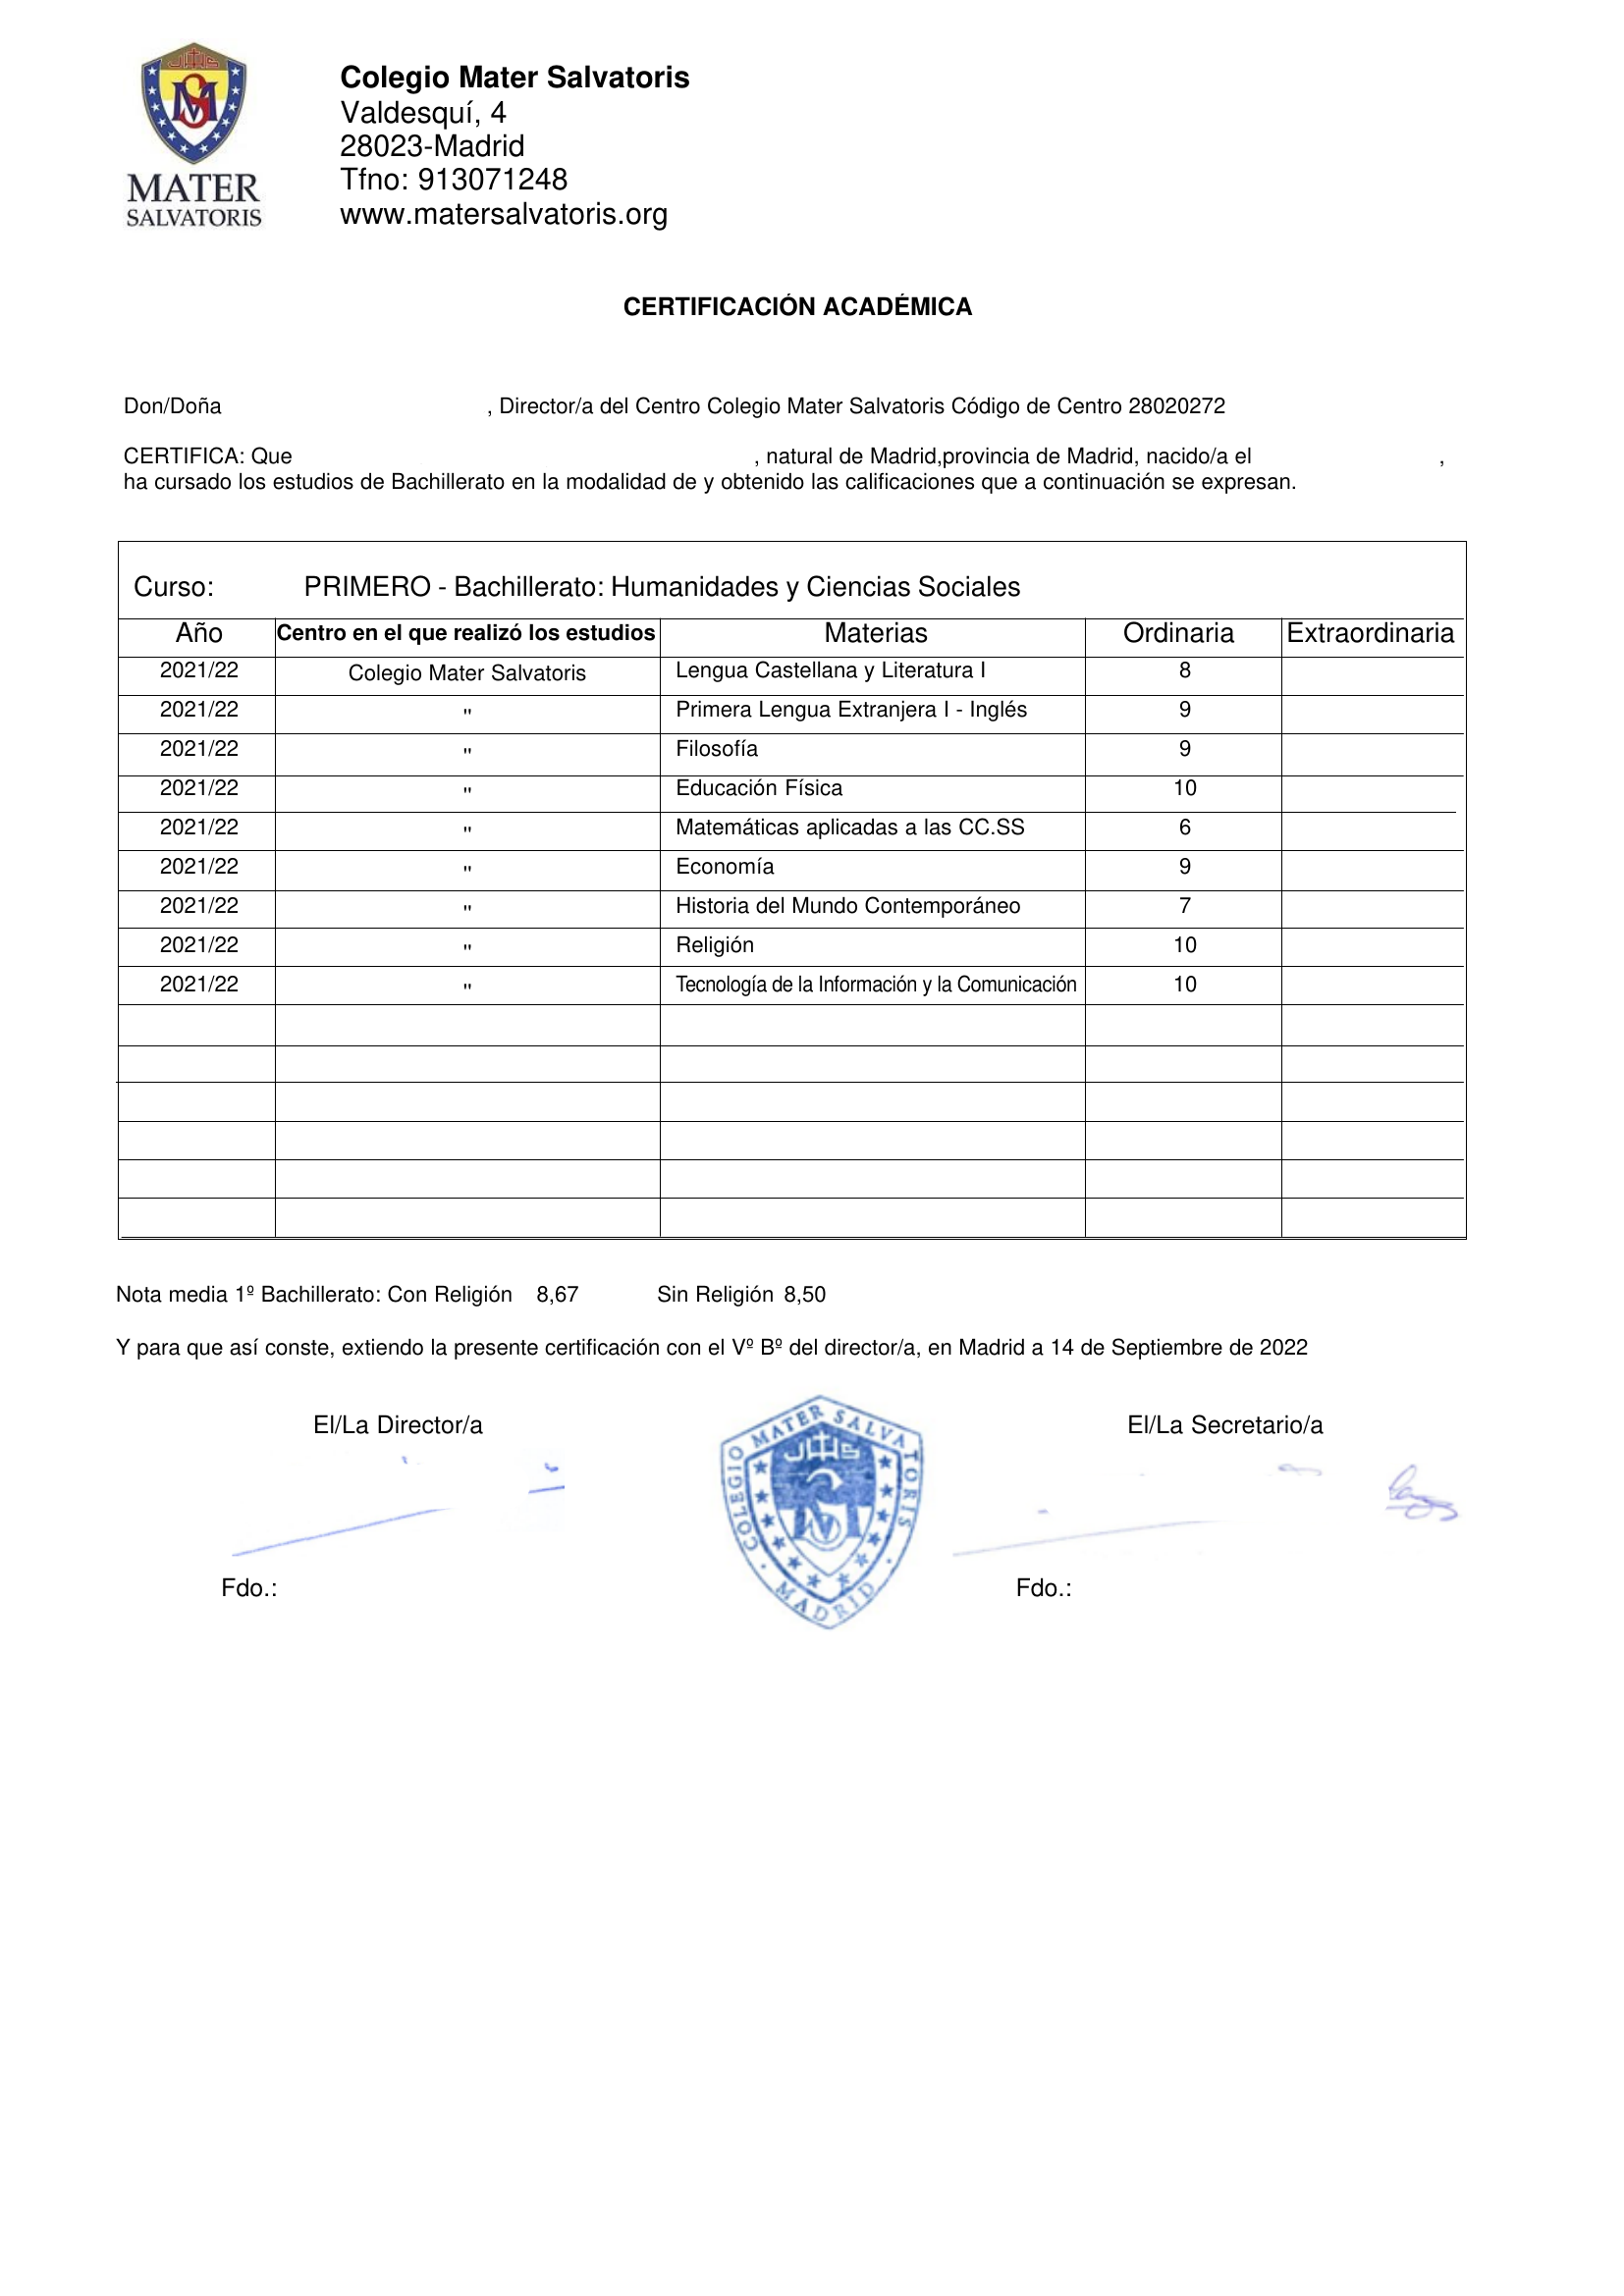 MATER
SALVATORIS
Colegio Mater Salvatoris
Valdesquí, 4
28023-Madrid
Tfno: 913071248
www.matersalvatoris.org
CERTIFICACIÓN ACADÉMICA
Don/Doña , Director/a del Centro Colegio Mater Salvatoris Código de Centro 28020272
CERTIFICA: Que , natural de Madrid,provincia de Madrid, nacido/a el ,
ha cursado los estudios de Bachillerato en la modalidad de y obtenido las calificaciones que a continuación se expresan.
Curso: PRIMERO - Bachillerato: Humanidades y Ciencias Sociales
Año Centro en el que realizó los estudios Materias Ordinaria Extraordinaria
2021/22 Colegio Mater Salvatoris Lengua Castellana y Literatura I 8
2021/22 " Primera Lengua Extranjera I - Inglés 9
2021/22 " Filosofía 9
2021/22 " Educación Física 10
2021/22 " Matemáticas aplicadas a las CC.SS 6
2021/22 " Economía 9
2021/22 " Historia del Mundo Contemporáneo 7
2021/22 " Religión 10
2021/22 " Tecnología de la Información y la Comunicación 10
Nota media 1º Bachillerato: Con Religión 8,67 Sin Religión 8,50
Y para que así conste, extiendo la presente certificación con el Vº Bº del director/a, en Madrid a 14 de Septiembre de 2022
El/La Director/a El/La Secretario/a
COLEGIO MATER SALVATORIS · MADRID ·
Fdo.: Fdo.: